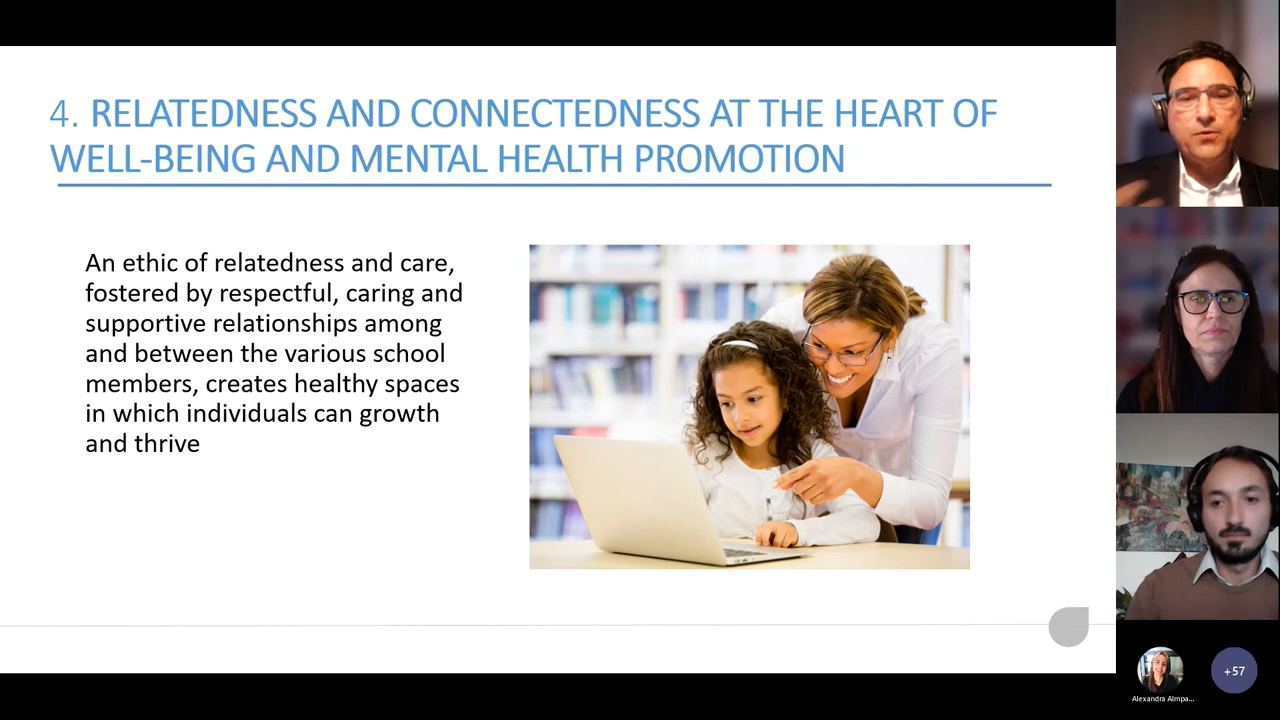 4. RELATEDNESS AND CONNECTEDNESS AT THE HEART OF
WELL-BEING AND MENTAL HEALTH PROMOTION
An ethic of relatedness and care,
fostered by respectful, caring and
supportive relationships among
and between the various school
members, creates healthy spaces
in which individuals can growth
and thrive
Alexandra Almpa...
+57